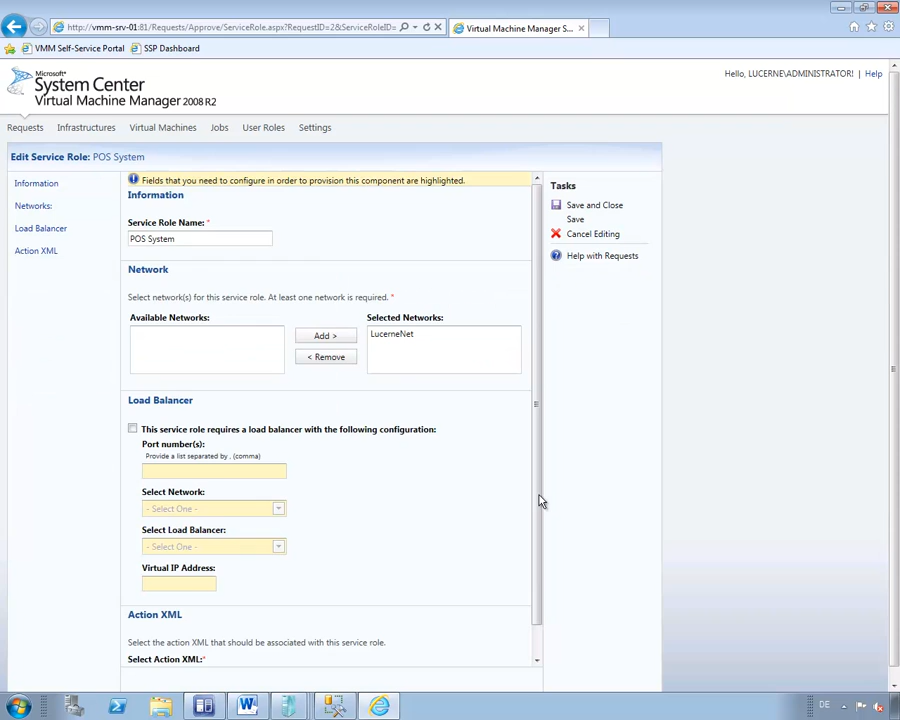 http://vmm-srv-01:81/Requests/Approve/ServiceRole.aspx?RequestID=2&ServiceRoleID=
Virtual Machine Manager S...
VMM Self-Service Portal
SSP Dashboard
Microsoft®
System Center
Virtual Machine Manager 2008 R2
Hello, LUCERNE\ADMINISTRATOR! | Help
Requests
Infrastructures
Virtual Machines
Jobs
User Roles
Settings
Edit Service Role: POS System
Information
Networks:
Load Balancer
Action XML
Fields that you need to configure in order to provision this component are highlighted.
Information
Service Role Name: *
POS System
Network
Select network(s) for this service role. At least one network is required. *
Available Networks:
Selected Networks:
Add >
< Remove
LucerneNet
Load Balancer
This service role requires a load balancer with the following configuration:
Port number(s):
Provide a list separated by , (comma)
Select Network:
- Select One -
Select Load Balancer:
- Select One -
Virtual IP Address:
Action XML
Select the action XML that should be associated with this service role.
Select Action XML:*
Tasks
Save and Close
Save
Cancel Editing
Help with Requests
DE